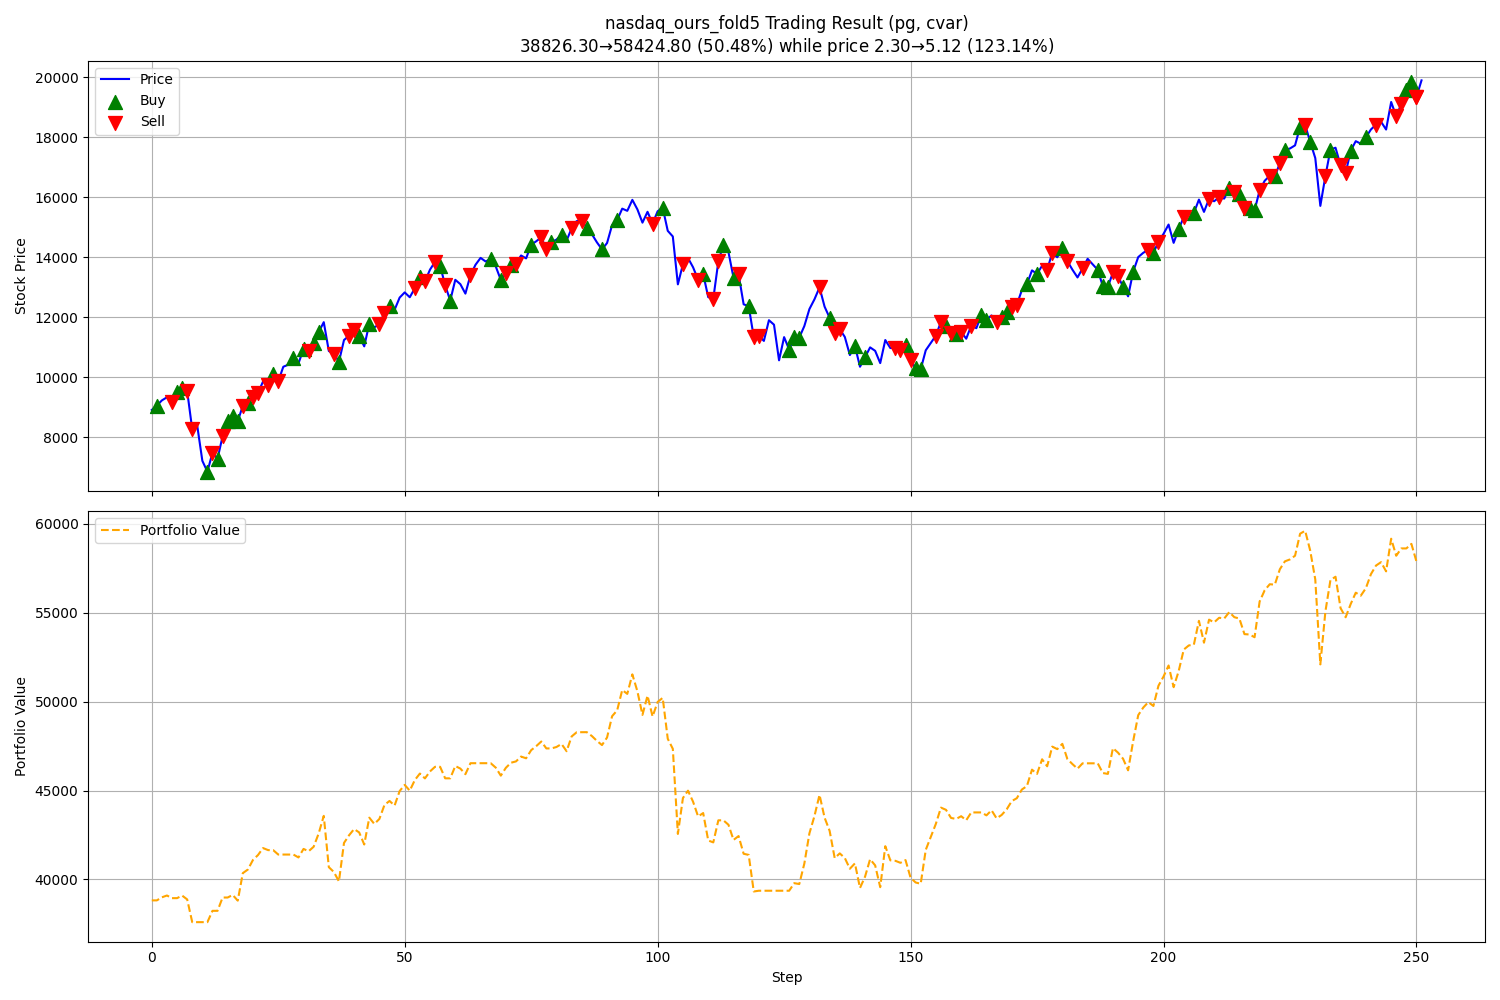 nasdaq_ours_fold5 Trading Result (pg, cvar)
38826.30→58424.80 (50.48%) while price 2.30→5.12 (123.14%)
Price
Buy
Sell
Stock Price
20000
18000
16000
14000
12000
10000
8000
Portfolio Value
Portfolio Value
60000
55000
50000
45000
40000
0
50
100
150
200
250
Step